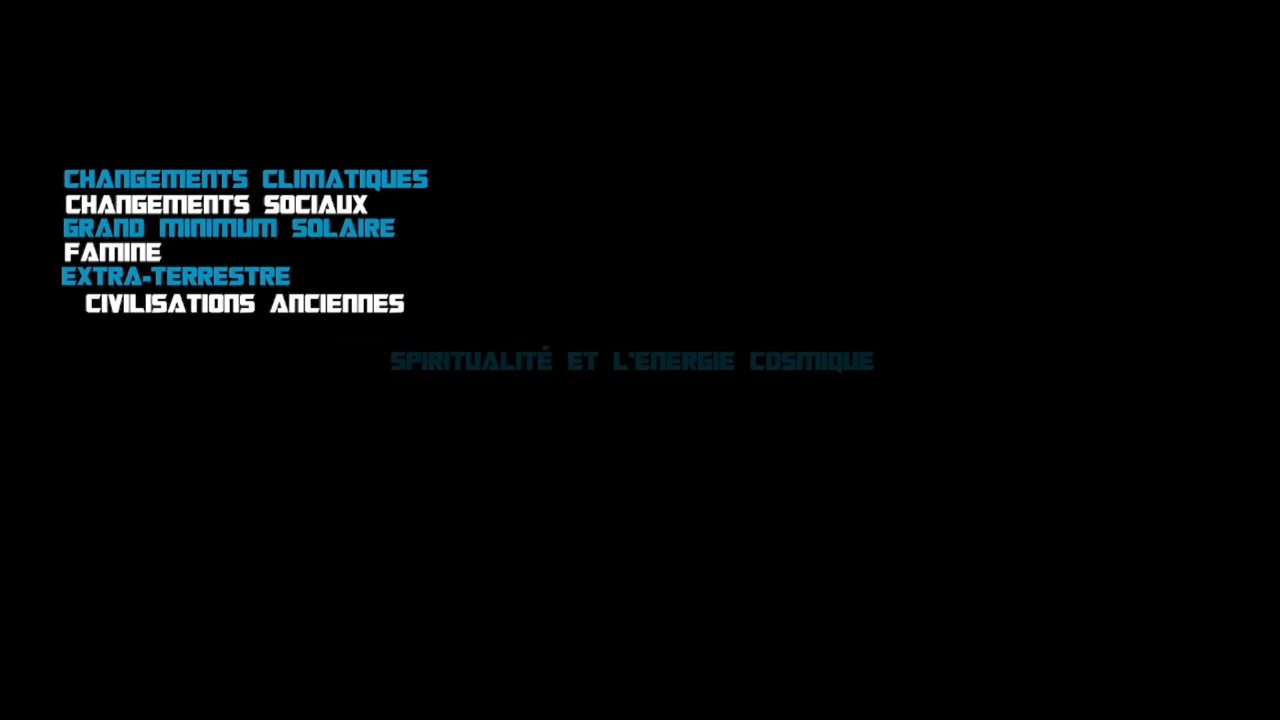 CHANGEMENTS CLIMATIQUES
CHANGEMENTS SOCIAUX
GRAND MINIMUM SOLAIRE
FAMINE
EXTRA-TERRESTRE
CIVILISATIONS ANCIENNES
SPIRITUALITÉ ET L'ENERGIE COSMIQUE